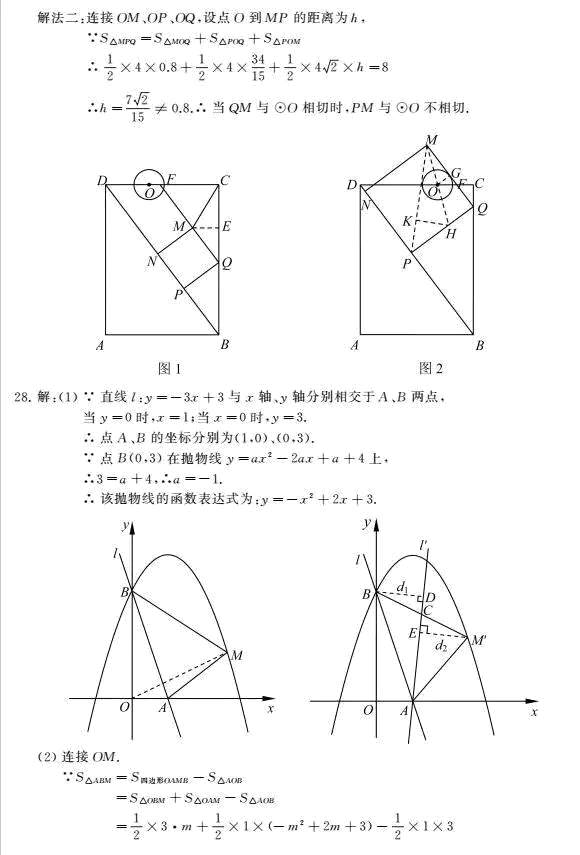 解法二:连接 OM、OP、OQ,设点 O 到 MP 的距离为 h,
∵S△MPQ = S△MOQ + S△POQ + S△POM
∴ 1/2 ×4×0.8+ 1/2 ×4× 34/15 + 1/2 ×4√2 ×h =8
∴h = 7√2/15 ≠ 0.8.∴ 当 QM 与 ⊙O 相切时,PM 与 ⊙O 不相切.
D O F C
M E
N
Q
P
A B
图 1
M
D O G F C
N
K H Q
P
A B
图 2
28. 解:(1) ∵ 直线 l:y=-3x+3 与 x 轴、y 轴分别相交于 A、B 两点,
当 y=0 时,x=1;当 x=0 时,y=3.
∴ 点 A、B 的坐标分别为(1,0)、(0,3).
∵ 点 B(0,3) 在抛物线 y=ax²-2ax+a+4 上,
∴3=a+4,∴a=-1.
∴ 该抛物线的函数表达式为:y=-x²+2x+3.
y
l
B
M
O A x
y
l l′
B d₁ D
C
E M′
d₂
O A x
(2) 连接 OM.
∵S△ABM = S四边形OAMB - S△AOB
= S△OBM + S△OAM - S△AOB
= 1/2 ×3·m+ 1/2 ×1×(-m²+2m+3)- 1/2 ×1×3